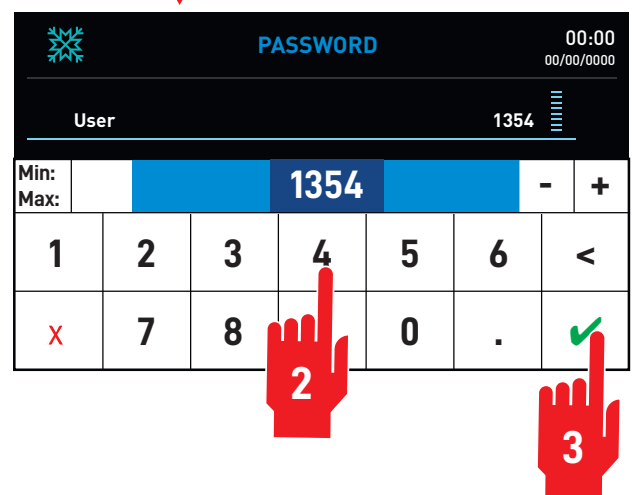 PASSWORD
00:00
00/00/0000
User 1354
Min:
Max:
1354 - +
1 2 3 4 5 6 <
X 7 8 0 . ✔
2
3